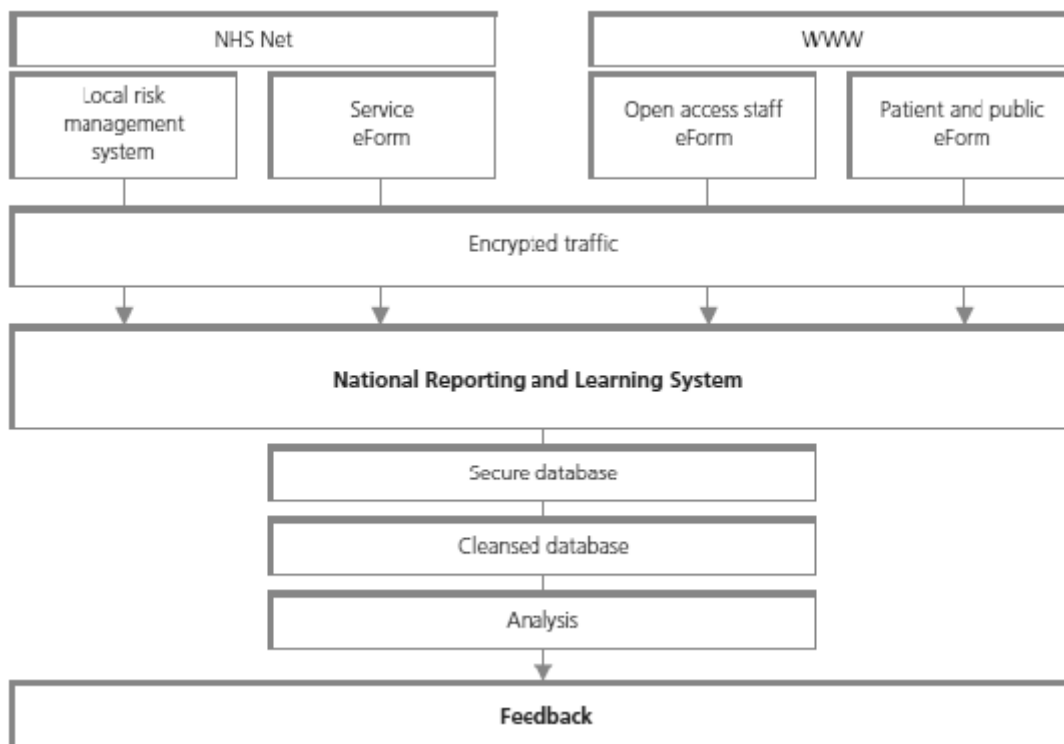 NHS Net
WWW
Local risk
management
system
Service
eForm
Open access staff
eForm
Patient and public
eForm
Encrypted traffic
National Reporting and Learning System
Secure database
Cleansed database
Analysis
Feedback